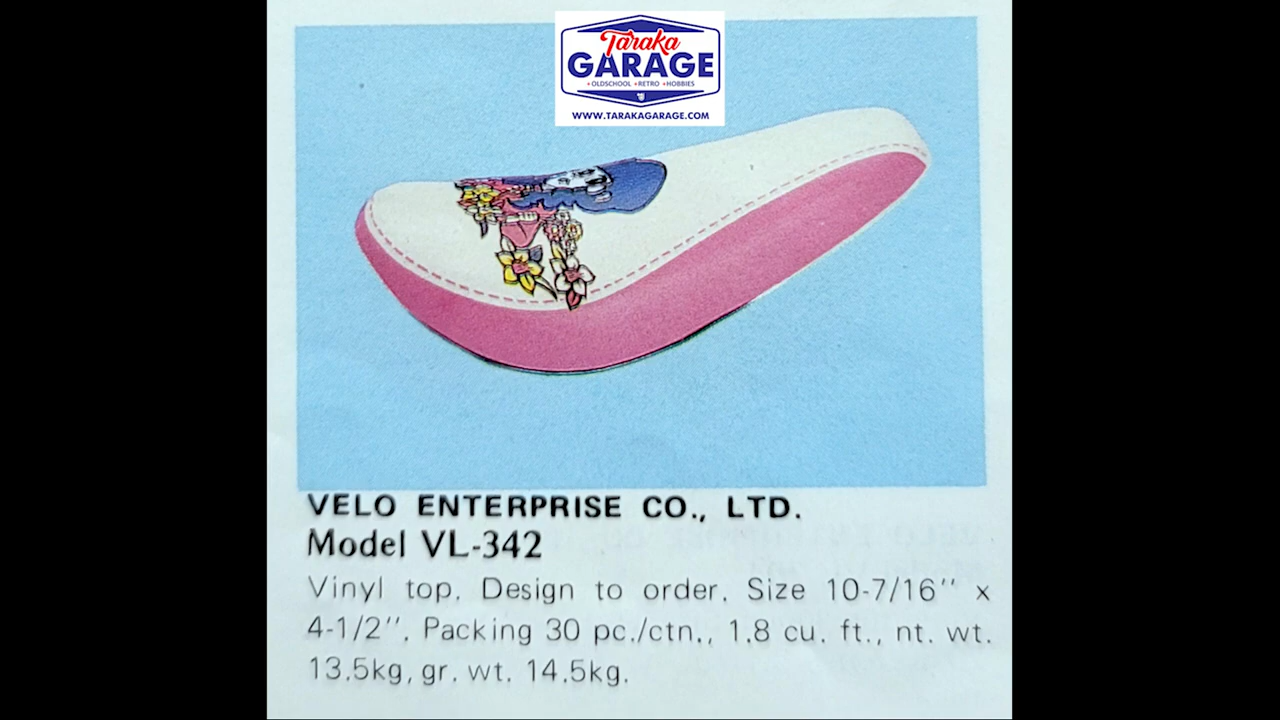 Taraka
GARAGE
• OLDSCHOOL • RETRO • HOBBIES
WWW.TARAKAGARAGE.COM
VELO ENTERPRISE CO., LTD.
Model VL-342
Vinyl top. Design to order. Size 10-7/16'' x
4-1/2''. Packing 30 pc./ctn., 1.8 cu. ft., nt. wt.
13.5kg, gr. wt. 14.5kg.